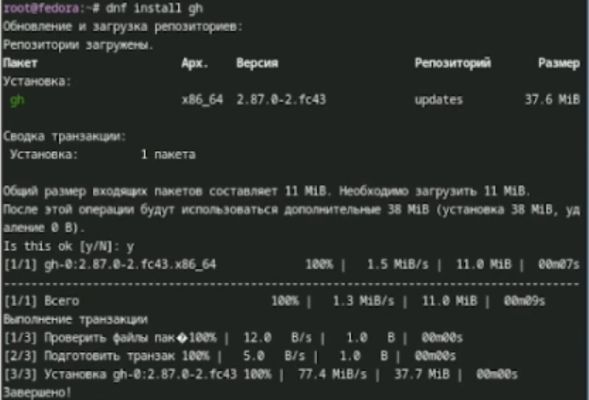 root@fedora:~# dnf install gh
Обновление и загрузка репозиториев:
Репозитории загружены.
Пакет Арх. Версия Репозиторий Размер
Установка:
gh x86_64 2.87.0-2.fc43 updates 37.6 MiB
Сводка транзакции:
Установка: 1 пакета
Общий размер входящих пакетов составляет 11 MiB. Необходимо загрузить 11 MiB.
После этой операции будут использоваться дополнительные 38 MiB (установка 38 MiB, уд
аление 0 B).
Is this ok [y/N]: y
[1/1] gh-0:2.87.0-2.fc43.x86_64 100% | 1.5 MiB/s | 11.0 MiB | 00m07s
--------------------------------------------------------------------------------
[1/1] Всего 100% | 1.3 MiB/s | 11.0 MiB | 00m09s
Выполнение транзакции
[1/3] Проверить файлы пак�100% | 12.0 B/s | 1.0 B | 00m00s
[2/3] Подготовить транзак 100% | 5.0 B/s | 1.0 B | 00m00s
[3/3] Установка gh-0:2.87.0-2.fc43 100% | 77.4 MiB/s | 37.7 MiB | 00m00s
Завершено!